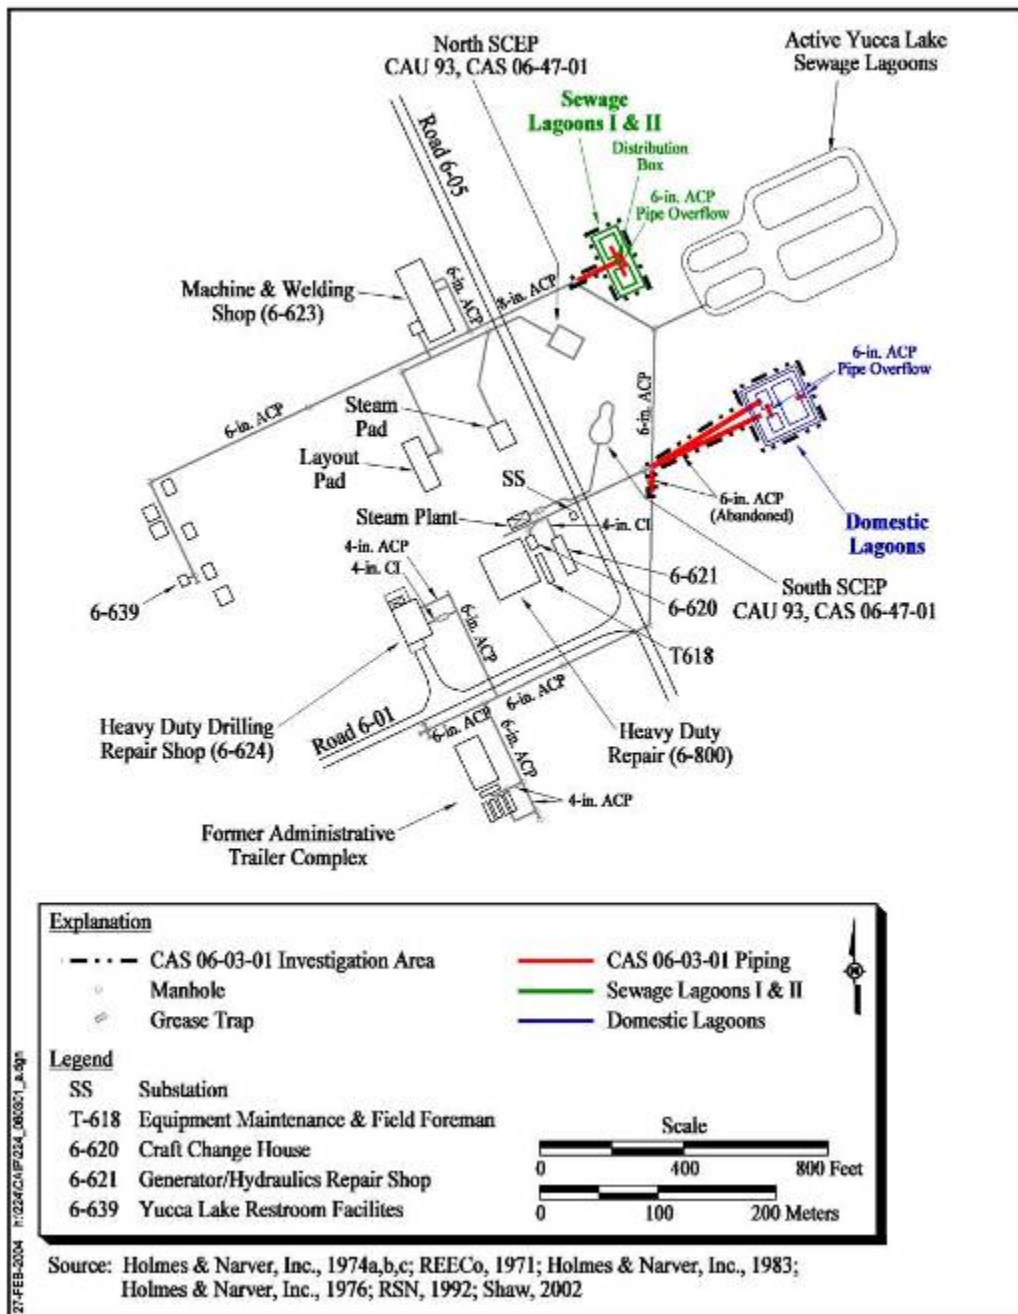 North SCEP
CAU 93, CAS 06-47-01
Active Yucca Lake
Sewage Lagoons
Sewage
Lagoons I & II
Distribution
Box
6-in. ACP
Pipe Overflow
Road 6-05
Machine & Welding
Shop (6-623)
6-in. ACP
8-in. ACP
6-in. ACP
Pipe Overflow
6-in. ACP
6-in. ACP
Steam
Pad
Layout
Pad
SS
Steam Plant
4-in. CI
6-in. ACP
(Abandoned)
Domestic
Lagoons
4-in. ACP
4-in. CI
6-621
6-620
South SCEP
CAU 93, CAS 06-47-01
6-639
6-in. ACP
T618
Heavy Duty Drilling
Repair Shop (6-624)
Road 6-01
6-in. ACP
6-in. ACP
6-in. ACP
Heavy Duty
Repair (6-800)
4-in. ACP
Former Administrative
Trailer Complex
Explanation
CAS 06-03-01 Investigation Area
Manhole
Grease Trap
CAS 06-03-01 Piping
Sewage Lagoons I & II
Domestic Lagoons
N
Legend
SS Substation
T-618 Equipment Maintenance & Field Foreman
6-620 Craft Change House
6-621 Generator/Hydraulics Repair Shop
6-639 Yucca Lake Restroom Facilites
Scale
0 400 800 Feet
0 100 200 Meters
Source: Holmes & Narver, Inc., 1974a,b,c; REECo, 1971; Holmes & Narver, Inc., 1983;
Holmes & Narver, Inc., 1976; RSN, 1992; Shaw, 2002
27-FEB-2004